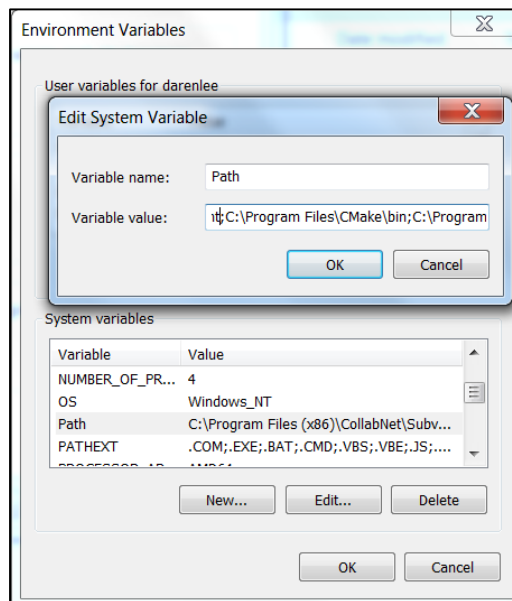 Environment Variables
User variables for darenlee
Edit System Variable
Variable name: Path
Variable value: ;C:\Program Files\CMake\bin;C:\Program
OK Cancel
System variables
Variable Value
NUMBER_OF_PR... 4
OS Windows_NT
Path C:\Program Files (x86)\CollabNet\Subv...
PATHEXT .COM;.EXE;.BAT;.CMD;.VBS;.VBE;.JS;....
New... Edit... Delete
OK Cancel